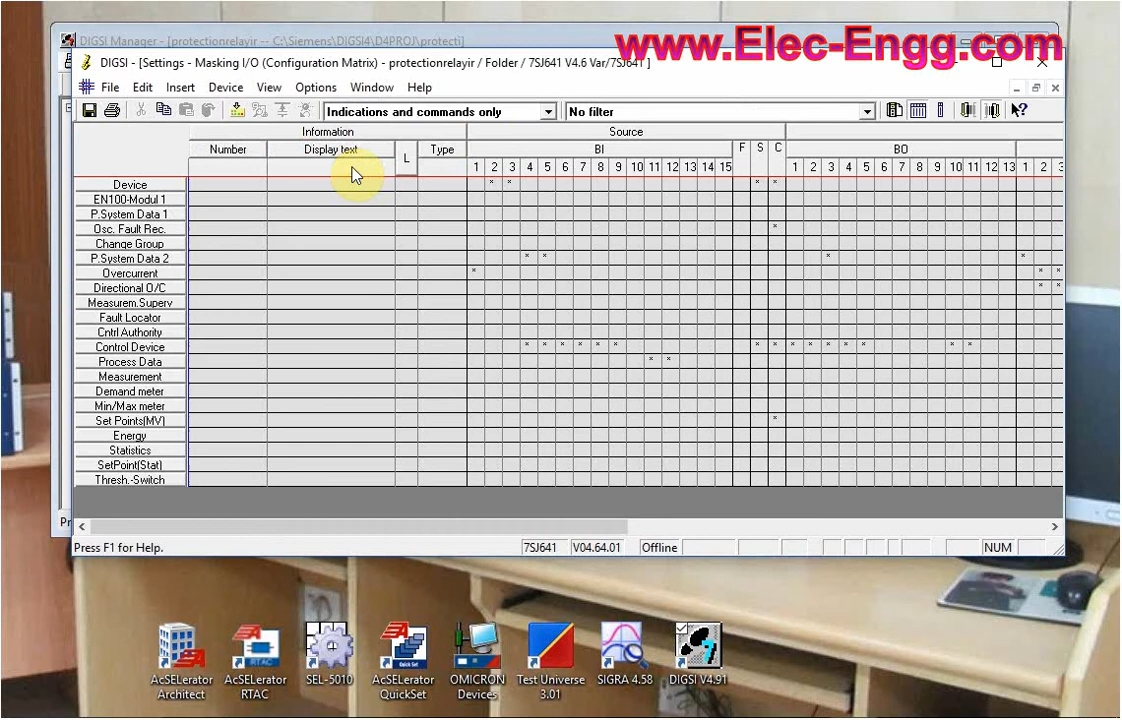 DIGSI Manager - [protectionrelayir -- C:\Siemens\DIGSI4\D4PROJ\protecti]
www.Elec-Engg.com
DIGSI - [Settings - Masking I/O (Configuration Matrix) - protectionrelayir / Folder / 7SJ641 V4.6 Var/7SJ641 ]
File Edit Insert Device View Options Window Help
Indications and commands only No filter
Information Source
Number Display text L Type BI F S C BO
1 2 3 4 5 6 7 8 9 10 11 12 13 14 15 1 2 3 4 5 6 7 8 9 10 11 12 13 1 2 3
Device * * * *
EN100-Modul 1
P.System Data 1
Osc. Fault Rec. *
Change Group
P.System Data 2 * * * *
Overcurrent * * *
Directional O/C * *
Measurem.Superv
Fault Locator
Cntrl Authority
Control Device * * * * * * * * * * * * * * *
Process Data * *
Measurement
Demand meter
Min/Max meter
Set Points(MV) *
Energy
Statistics
SetPoint(Stat)
Thresh.-Switch
Pr
Press F1 for Help. 7SJ641 V04.64.01 Offline NUM
AcSELerator Architect
AcSELerator RTAC
SEL-5010
AcSELerator QuickSet
OMICRON Devices
Test Universe 3.01
SIGRA 4.58
DIGSI V4.91